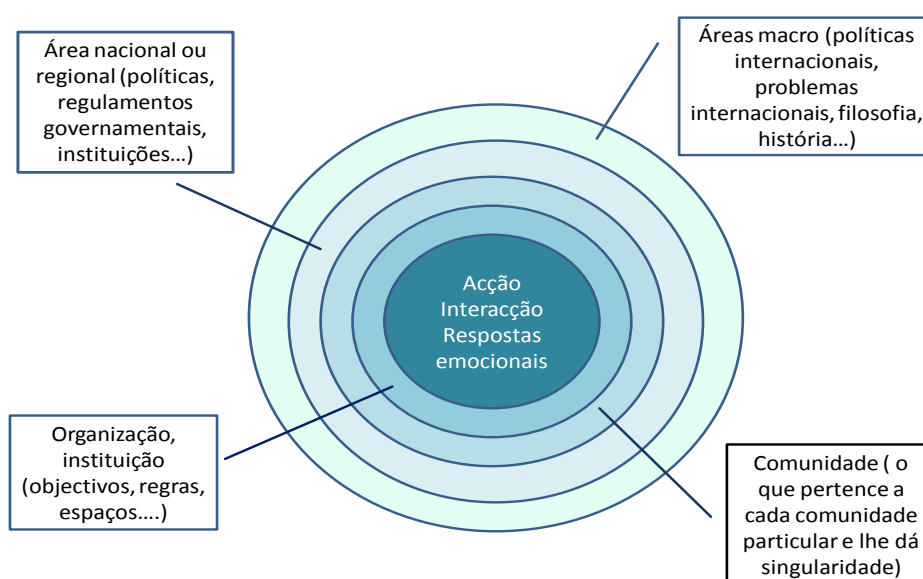 Área nacional ou
regional (políticas,
regulamentos
governamentais,
instituições...)
Áreas macro (políticas
internacionais,
problemas
internacionais, filosofia,
história...)
Acção
Interacção
Respostas
emocionais
Organização,
instituição
(objectivos, regras,
espaços....)
Comunidade ( o
que pertence a
cada comunidade
particular e lhe dá
singularidade)